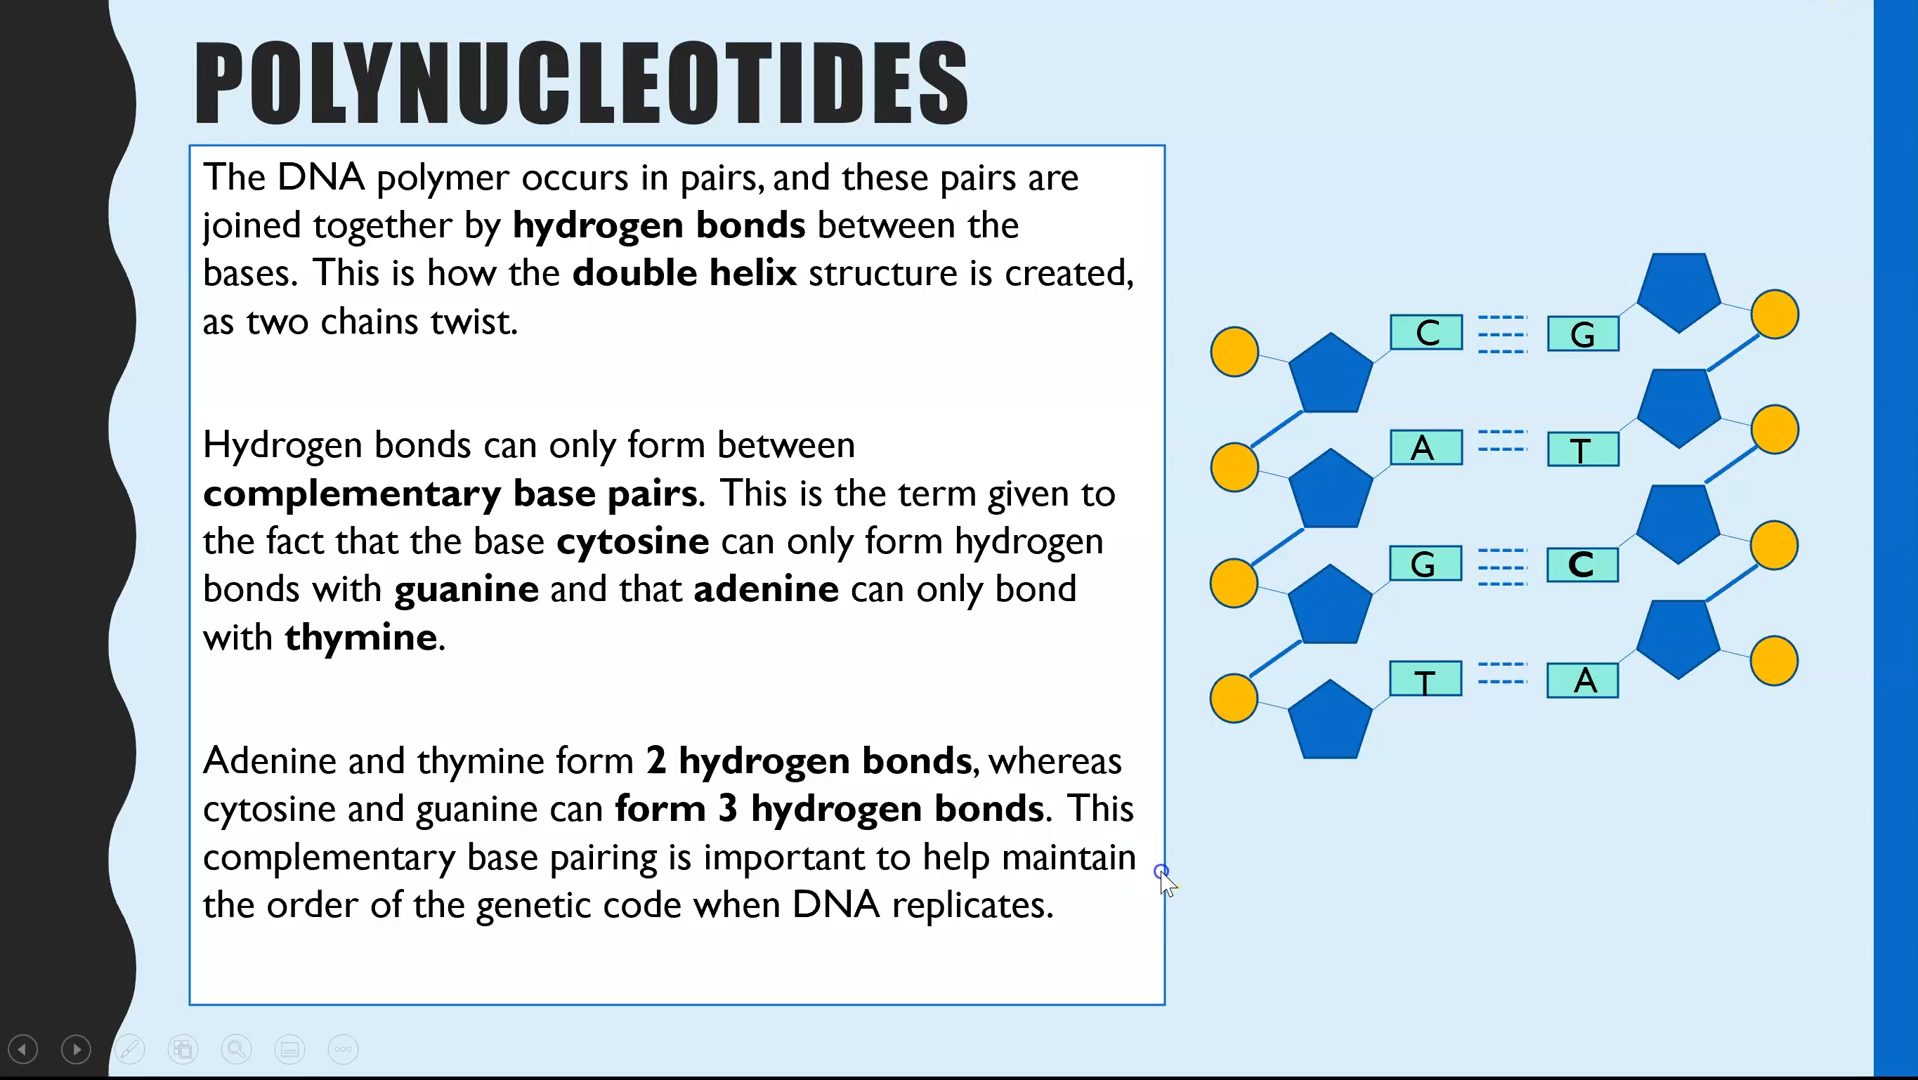 POLYNUCLEOTIDES
The DNA polymer occurs in pairs, and these pairs are
joined together by hydrogen bonds between the
bases. This is how the double helix structure is created,
as two chains twist.
Hydrogen bonds can only form between
complementary base pairs. This is the term given to
the fact that the base cytosine can only form hydrogen
bonds with guanine and that adenine can only bond
with thymine.
Adenine and thymine form 2 hydrogen bonds, whereas
cytosine and guanine can form 3 hydrogen bonds. This
complementary base pairing is important to help maintain
the order of the genetic code when DNA replicates.
C G
A T
G C
T A